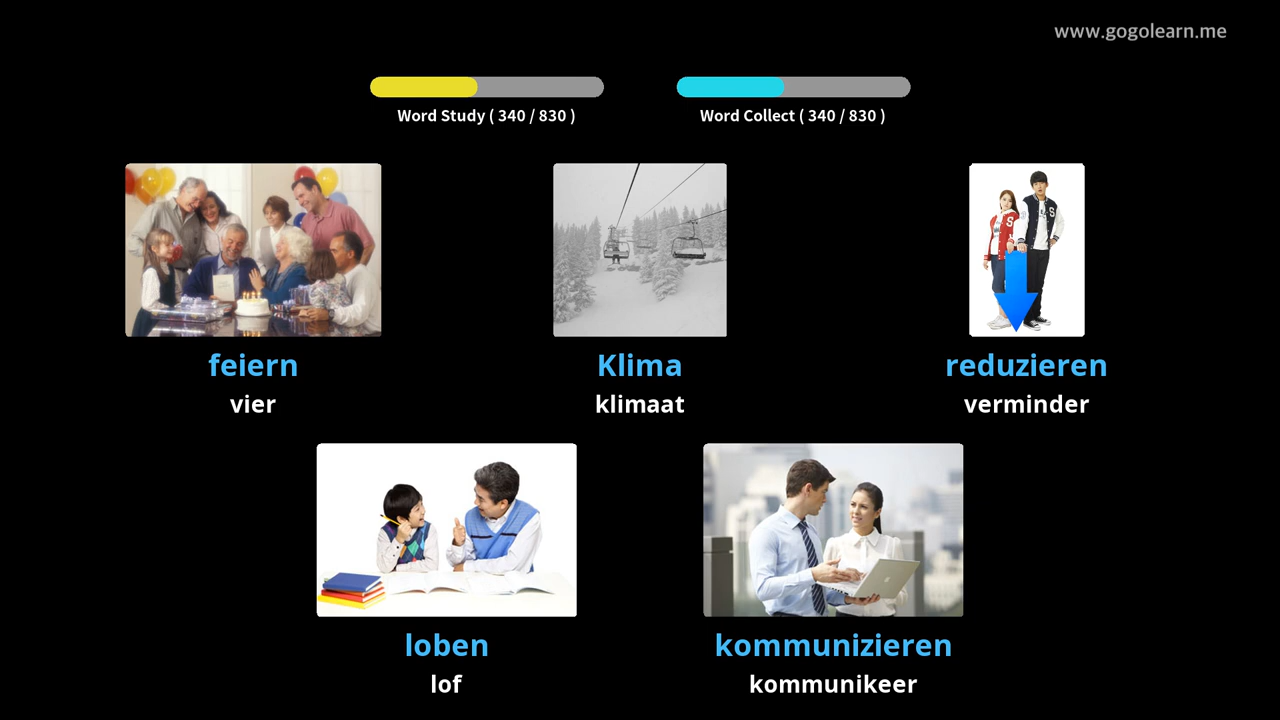 www.gogolearn.me
Word Study ( 340 / 830 )
Word Collect ( 340 / 830 )
feiern
vier
Klima
klimaat
reduzieren
verminder
loben
lof
kommunizieren
kommunikeer